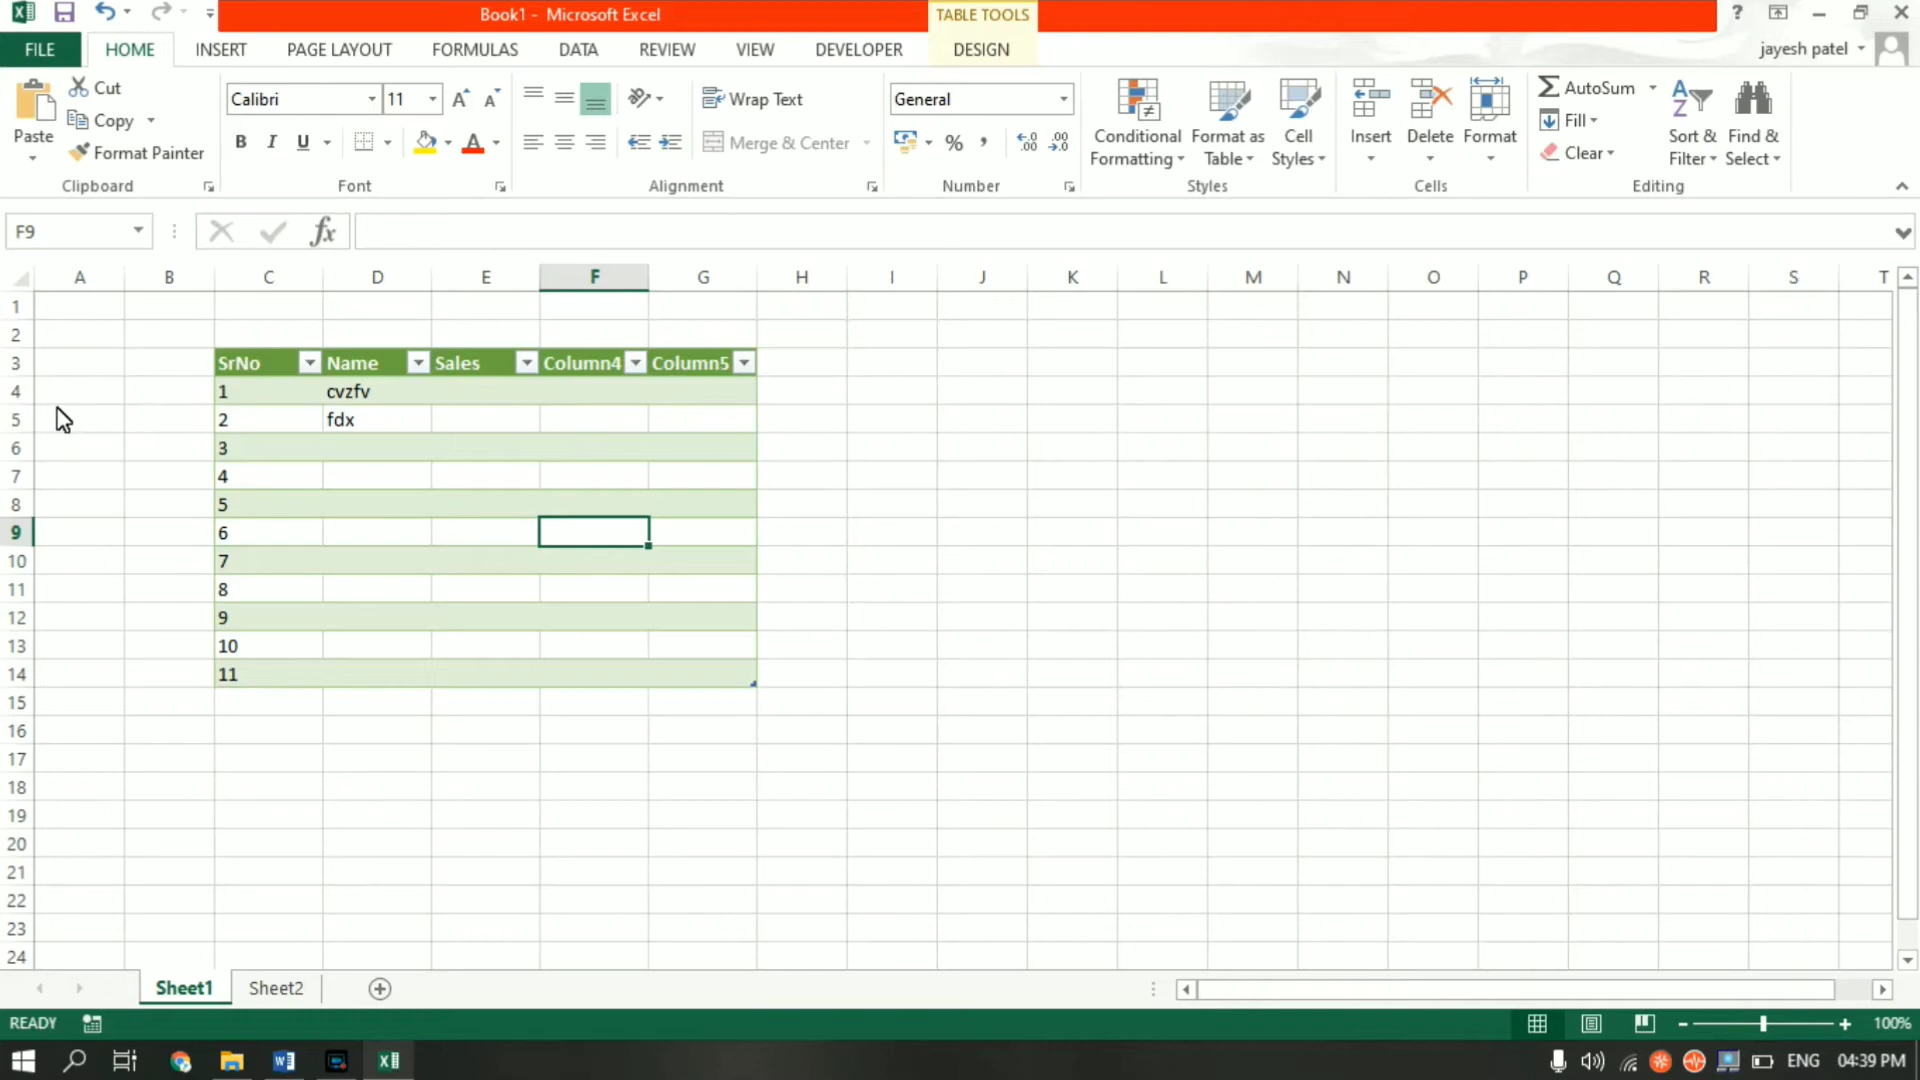 Book1 - Microsoft Excel
TABLE TOOLS
?
FILE HOME INSERT PAGE LAYOUT FORMULAS DATA REVIEW VIEW DEVELOPER DESIGN
jayesh patel
Paste
Cut
Copy
Format Painter
Clipboard
Calibri 11
B I U
Font
Wrap Text
Merge & Center
Alignment
General
%
Number
Conditional Formatting
Format as Table
Cell Styles
Styles
Insert
Delete
Format
Cells
AutoSum
Fill
Clear
Sort & Filter
Find & Select
Editing
F9
fx
A B C D E F G H I J K L M N O P Q R S T
1
2
3 SrNo Name Sales Column4 Column5
4 1 cvzfv
5 2 fdx
6 3
7 4
8 5
9 6
10 7
11 8
12 9
13 10
14 11
15
16
17
18
19
20
21
22
23
24
Sheet1 Sheet2
READY
100%
ENG 04:39 PM